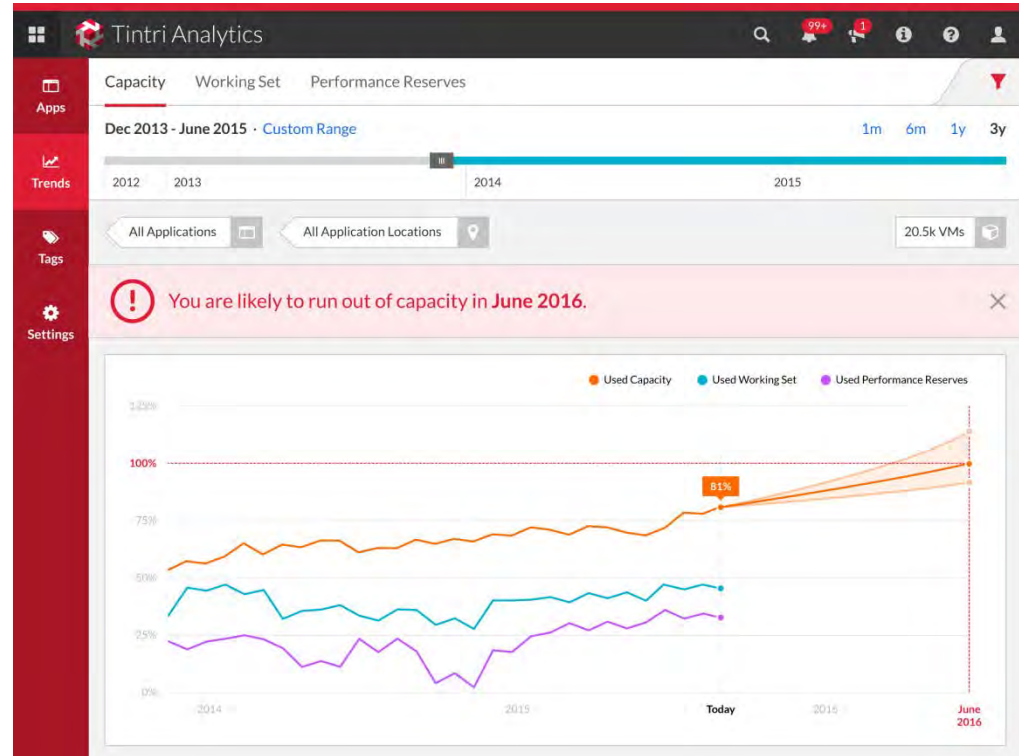 Tintri Analytics
99+
1
Apps
Trends
Tags
Settings
Capacity Working Set Performance Reserves
Dec 2013 - June 2015 · Custom Range
1m 6m 1y 3y
2012 2013 2014 2015
All Applications
All Application Locations
20.5k VMs
You are likely to run out of capacity in June 2016.
Used Capacity Used Working Set Used Performance Reserves
125%
100%
81%
75%
50%
25%
0%
2014 2015 Today 2016 June
2016